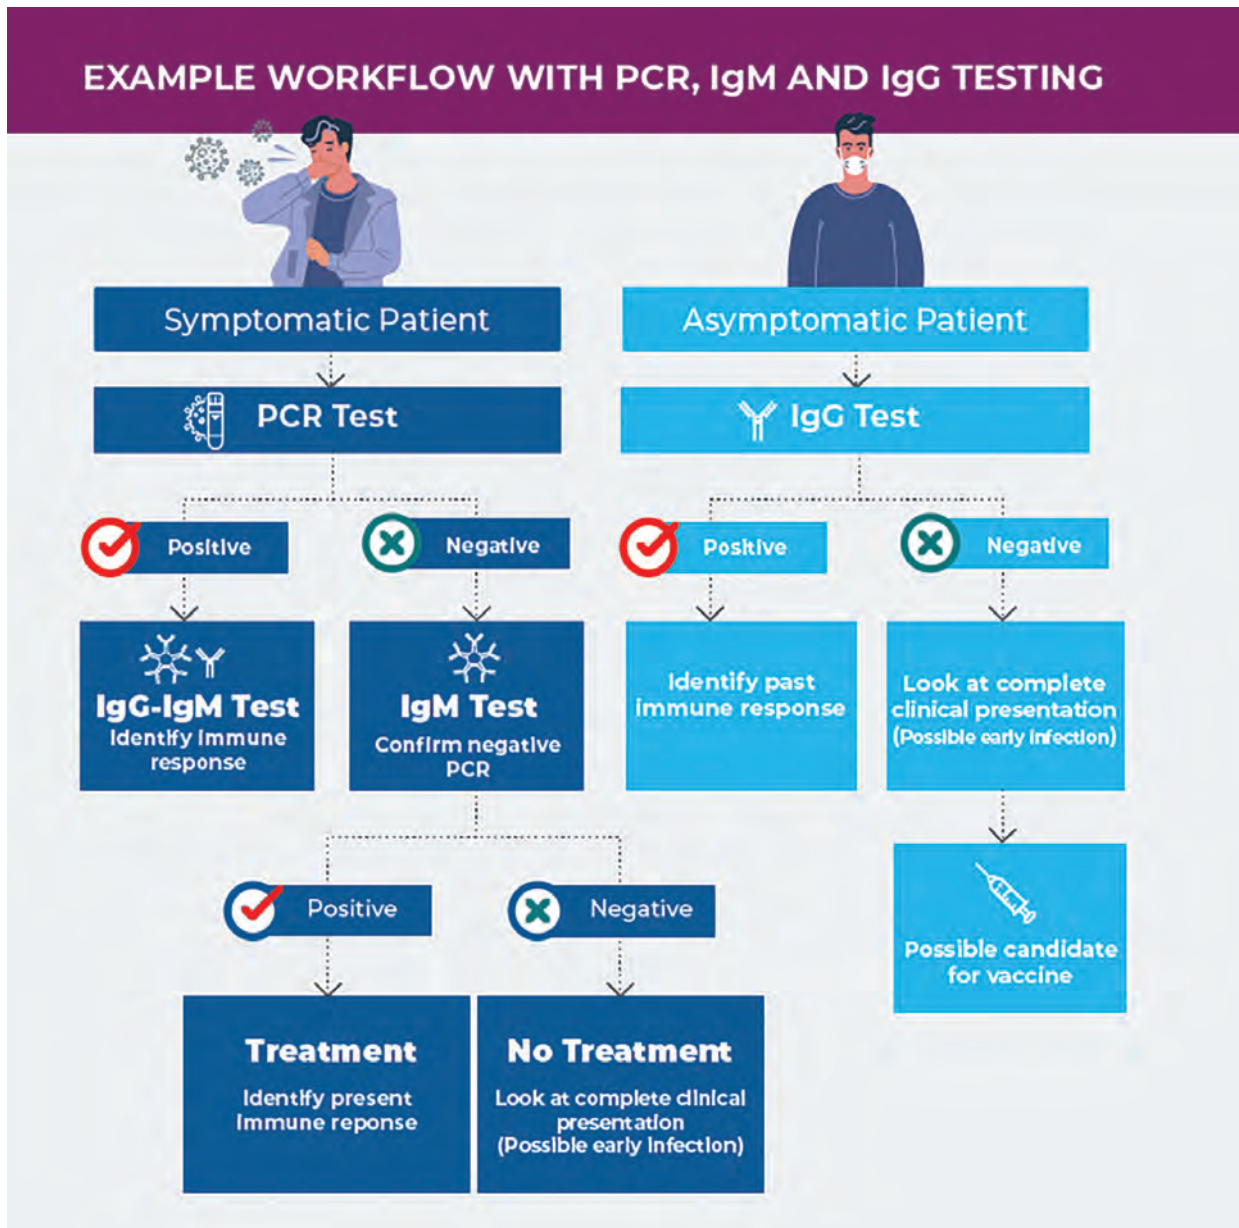 EXAMPLE WORKFLOW WITH PCR, IgM AND IgG TESTING
Symptomatic Patient
Asymptomatic Patient
PCR Test
IgG Test
Positive
Negative
Positive
Negative
IgG-IgM Test
Identify immune
response
IgM Test
Confirm negative
PCR
Identify past
immune response
Look at complete
clinical presentation
(Possible early infection)
Positive
Negative
Possible candidate
for vaccine
Treatment
Identify present
immune reponse
No Treatment
Look at complete clinical
presentation
(Possible early infection)